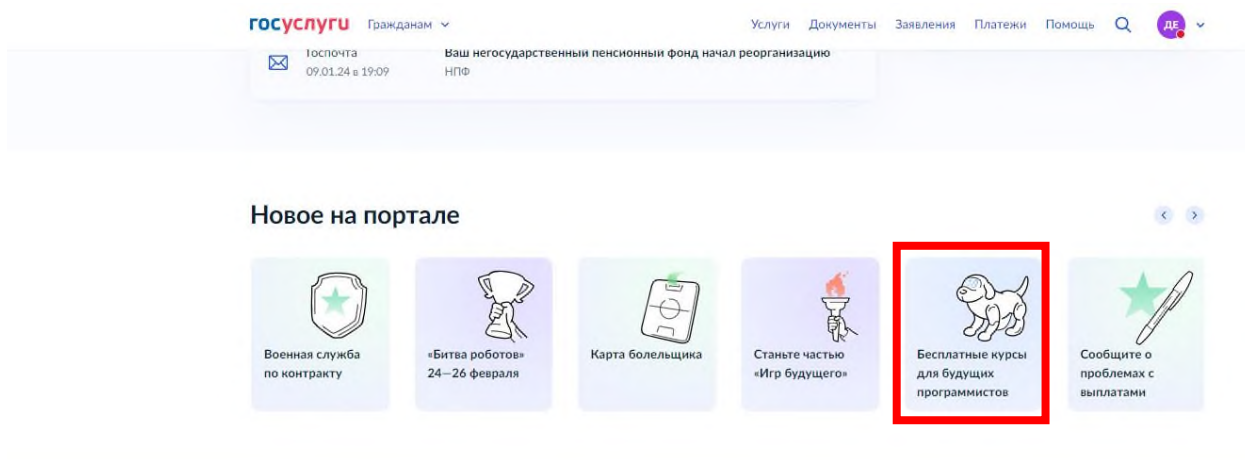 госуслуги Гражданам Услуги Документы Заявления Платежи Помощь ДЕ
Госпочта Ваш негосударственный пенсионный фонд начал реорганизацию
09.01.24 в 19:09 НПФ
Новое на портале
Военная служба
по контракту
«Битва роботов»
24—26 февраля
Карта болельщика
Станьте частью
«Игр будущего»
Бесплатные курсы
для будущих
программистов
Сообщите о
проблемах с
выплатами